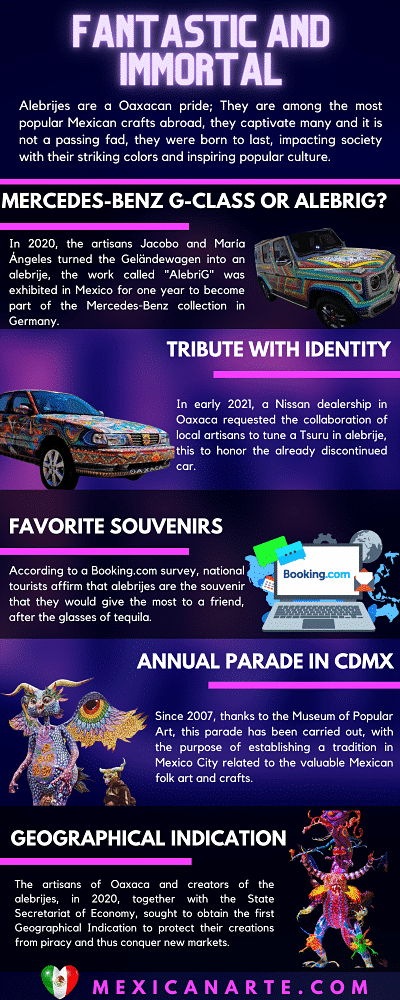 FANTASTIC AND
IMMORTAL
Alebrijes are a Oaxacan pride; They are among the most
popular Mexican crafts abroad, they captivate many and it is
not a passing fad, they were born to last, impacting society
with their striking colors and inspiring popular culture.
MERCEDES-BENZ G-CLASS OR ALEBRIG?
In 2020, the artisans Jacobo and María
Ángeles turned the Geländewagen into an
alebrije, the work called "AlebriG" was
exhibited in Mexico for one year to become
part of the Mercedes-Benz collection in
Germany.
TRIBUTE WITH IDENTITY
In early 2021, a Nissan dealership in
Oaxaca requested the collaboration of
local artisans to tune a Tsuru in alebrije,
this to honor the already discontinued
car.
OAXACA
FAVORITE SOUVENIRS
According to a Booking.com survey, national
tourists affirm that alebrijes are the souvenir
that they would give the most to a friend,
after the glasses of tequila.
Booking.com
ANNUAL PARADE IN CDMX
Since 2007, thanks to the Museum of Popular
Art, this parade has been carried out, with
the purpose of establishing a tradition in
Mexico City related to the valuable Mexican
folk art and crafts.
GEOGRAPHICAL INDICATION
The artisans of Oaxaca and creators of the
alebrijes, in 2020, together with the State
Secretariat of Economy, sought to obtain the first
Geographical Indication to protect their creations
from piracy and thus conquer new markets.
MEXICANARTE.COM